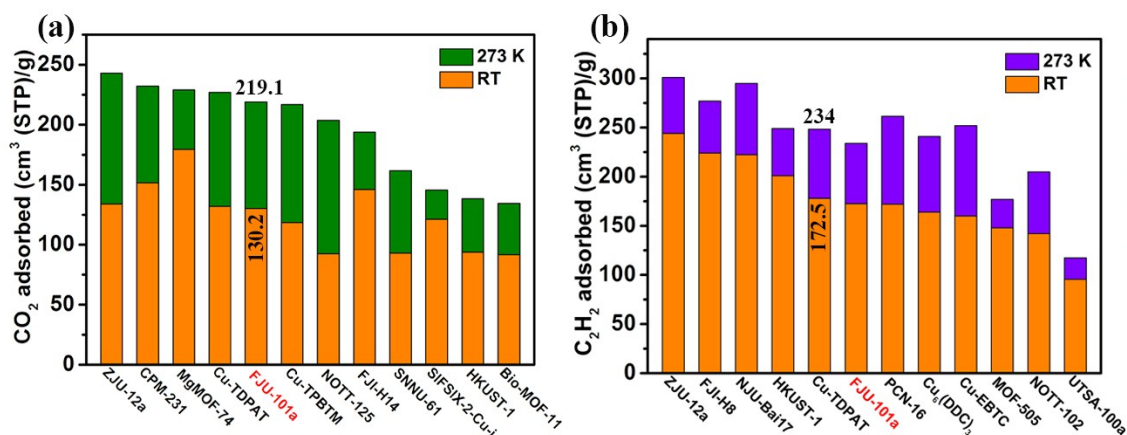 (a)
CO2 adsorbed (cm3 (STP)/g)
250
200
150
100
50
0
273 K
RT
219.1
130.2
ZJU-12a
CPM-231
MgMOF-74
Cu-TDPAT
FJU-101a
Cu-TPBTM
NOTT-125
FJI-H14
SNNU-61
SIFSIX-2-Cu-i
HKUST-1
Bio-MOF-11
(b)
C2H2 adsorbed (cm3 (STP)/g)
300
250
200
150
100
50
0
273 K
RT
234
172.5
ZJU-12a
FJI-H8
NJU-Bai17
HKUST-1
Cu-TDPAT
FJU-101a
PCN-16
Cu6(DDC)3
Cu-EBTC
MOF-505
NOTT-102
UTSA-100a